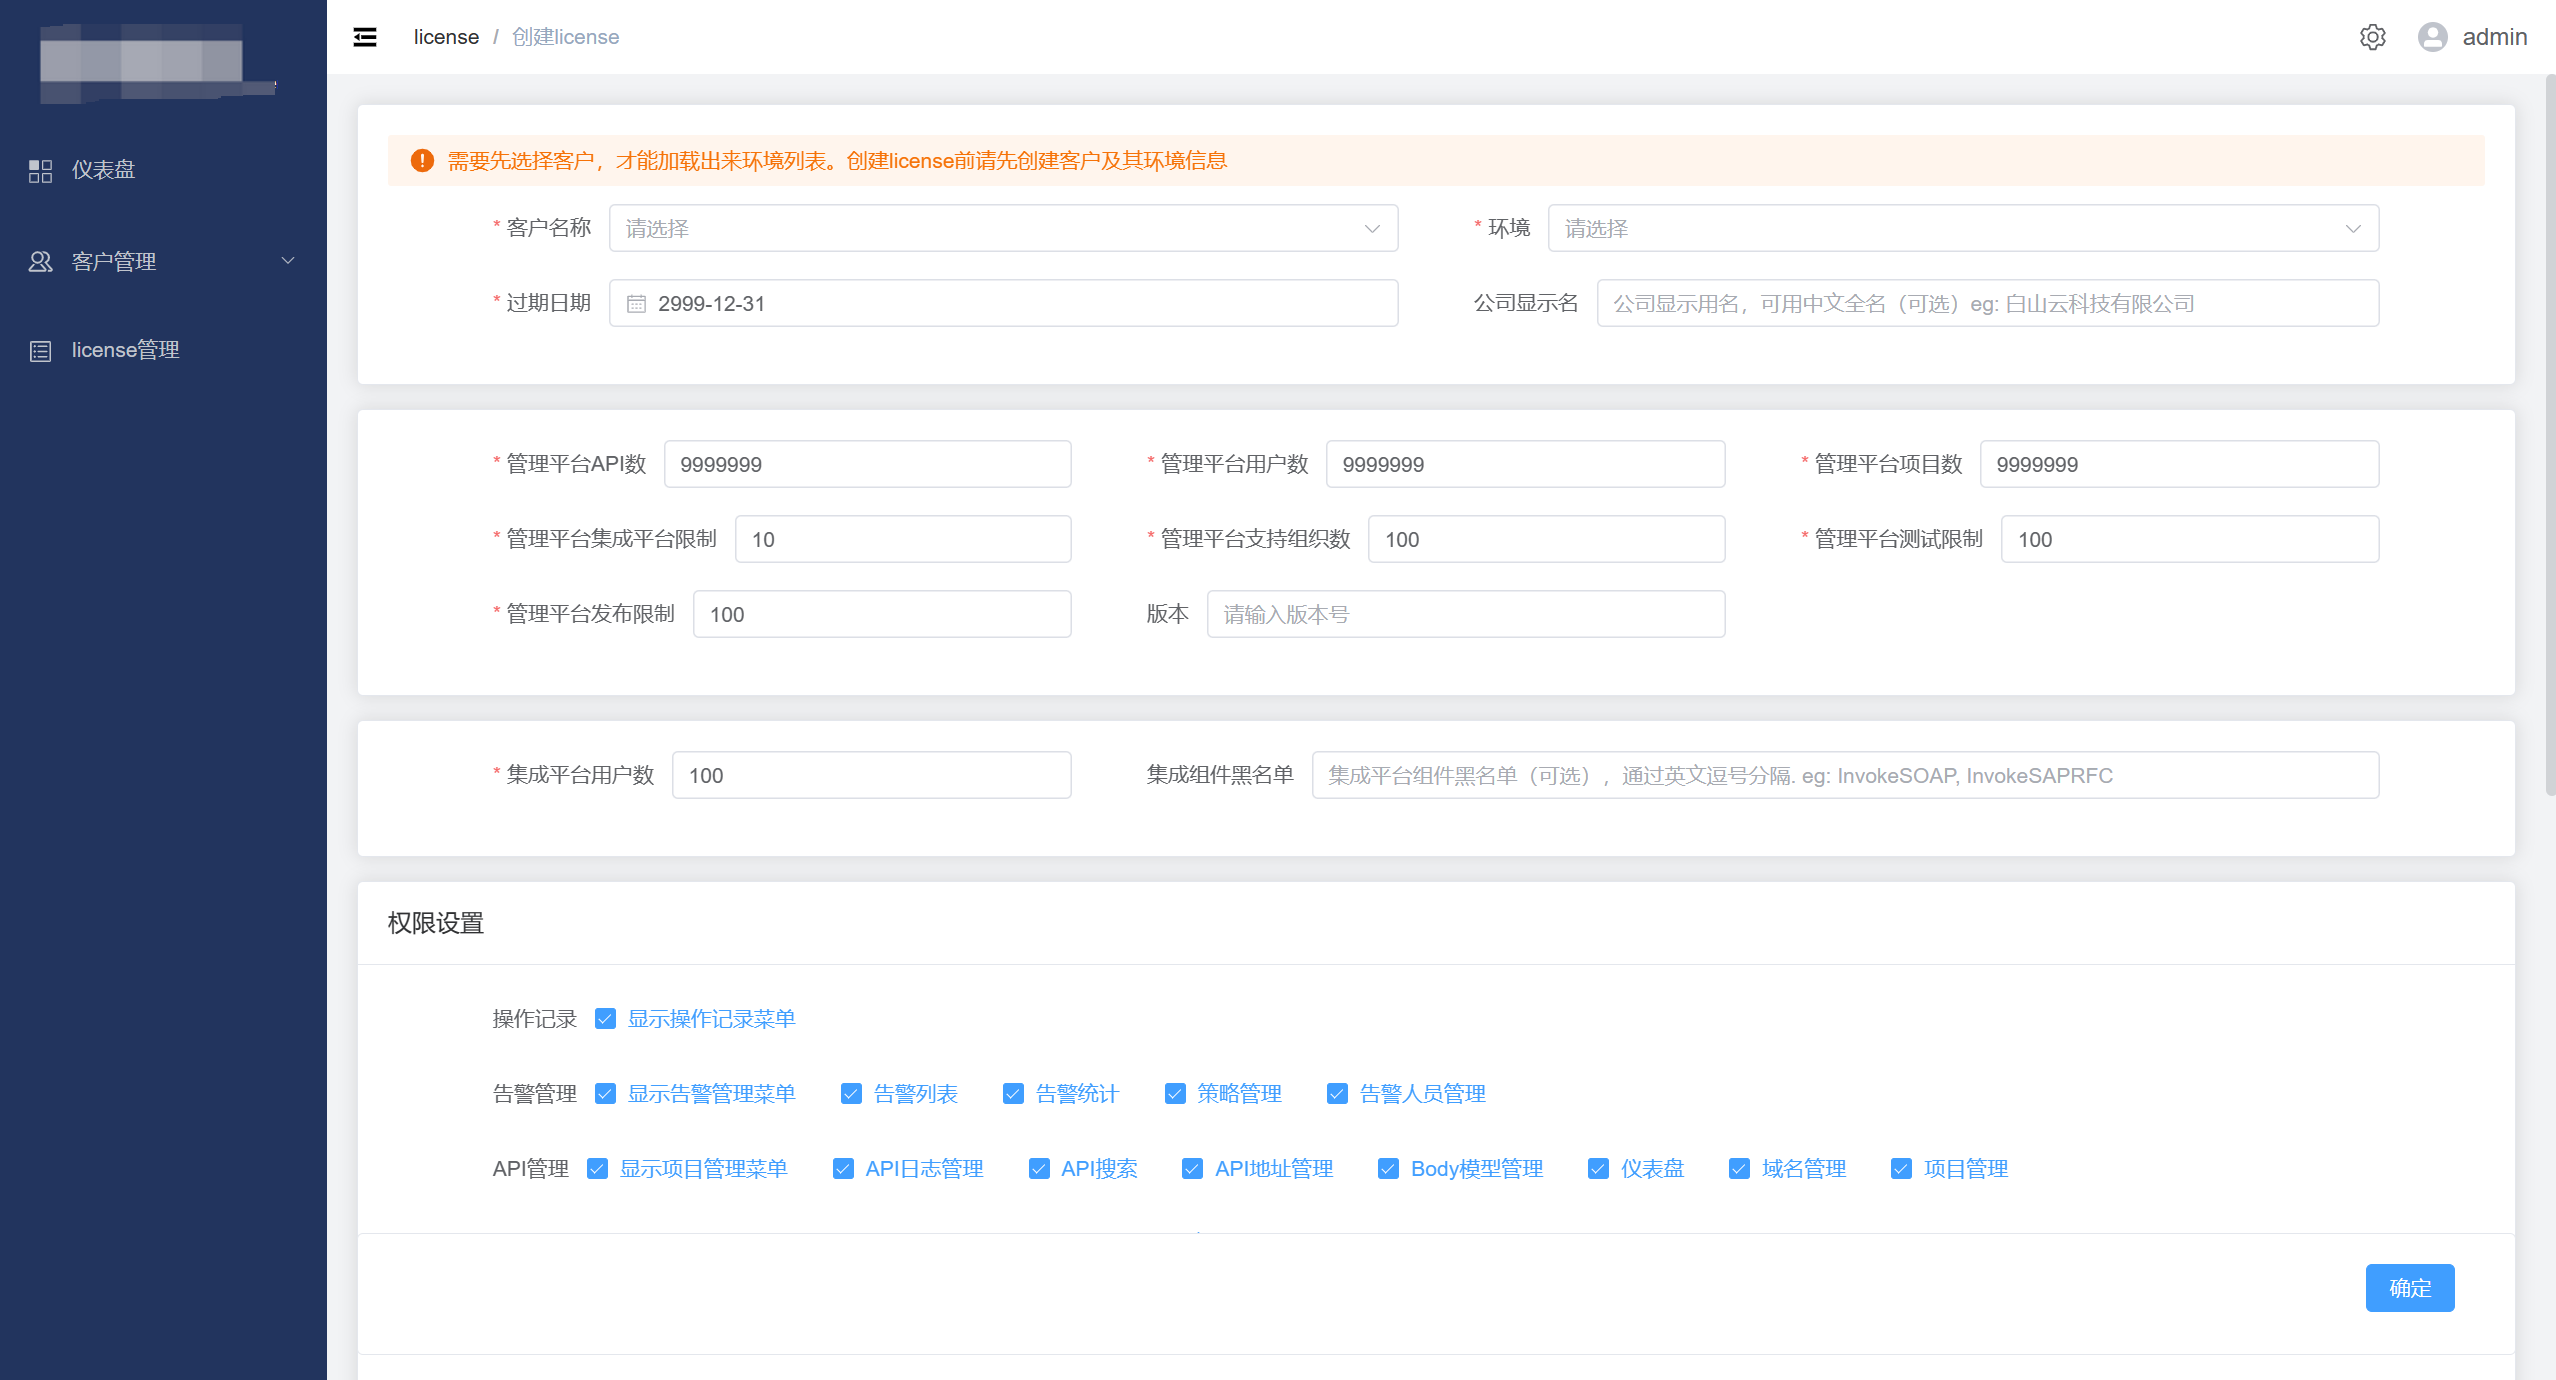 license / 创建license
admin
仪表盘
客户管理
license管理
需要先选择客户，才能加载出来环境列表。创建license前请先创建客户及其环境信息
* 客户名称 请选择
* 环境 请选择
* 过期日期 2999-12-31
公司显示名 公司显示用名，可用中文全名（可选）eg: 白山云科技有限公司
* 管理平台API数 9999999
* 管理平台用户数 9999999
* 管理平台项目数 9999999
* 管理平台集成平台限制 10
* 管理平台支持组织数 100
* 管理平台测试限制 100
* 管理平台发布限制 100
版本 请输入版本号
* 集成平台用户数 100
集成组件黑名单 集成平台组件黑名单（可选），通过英文逗号分隔. eg: InvokeSOAP, InvokeSAPRFC
权限设置
操作记录 显示操作记录菜单
告警管理 显示告警管理菜单 告警列表 告警统计 策略管理 告警人员管理
API管理 显示项目管理菜单 API日志管理 API搜索 API地址管理 Body模型管理 仪表盘 域名管理 项目管理
确定